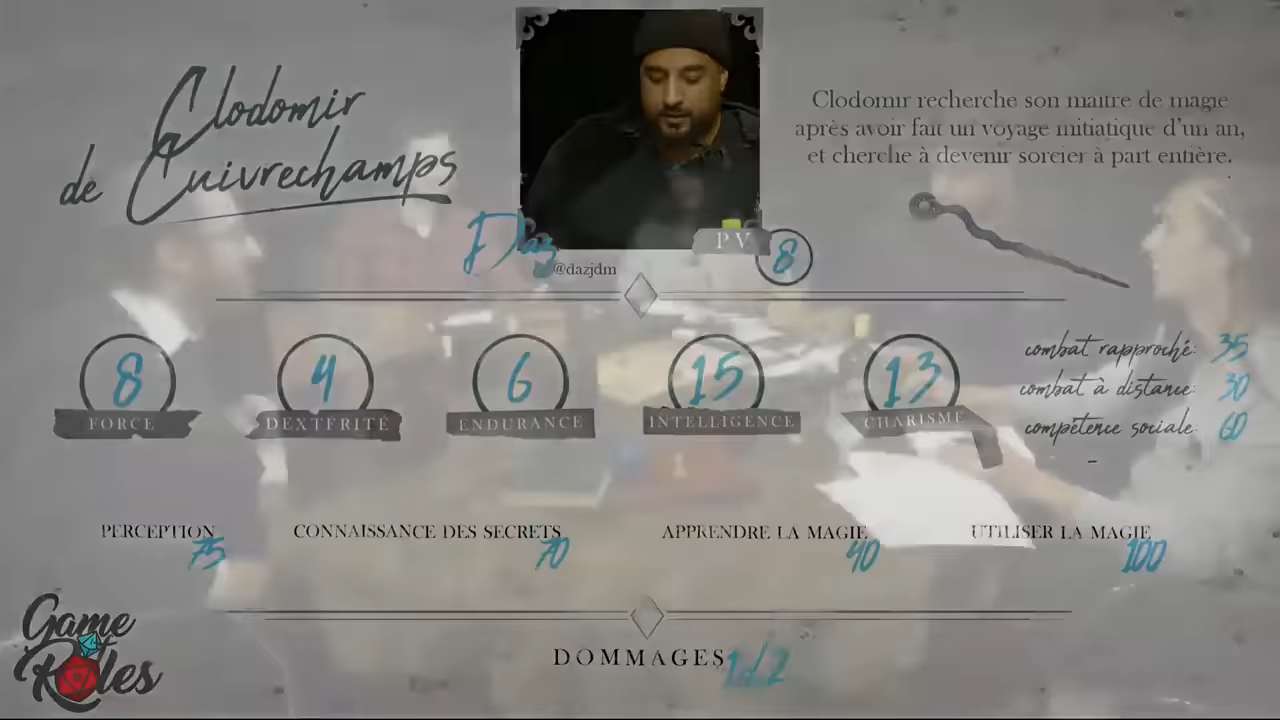 Clodomir
de Cuivrechamps
Clodomir recherche son maitre de magie
après avoir fait un voyage initiatique d'un an,
et cherche à devenir sorcier à part entière.
Daz
@dazjdm
PV
8
8
FORCE
4
DEXTÉRITÉ
6
ENDURANCE
15
INTELLIGENCE
13
CHARISME
combat rapproché: 35
combat à distance: 30
compétence sociale: 60
-
PERCEPTION
75
CONNAISSANCE DES SECRETS
70
APPRENDRE LA MAGIE
40
UTILISER LA MAGIE
100
Game of Roles
DOMMAGES 1d2